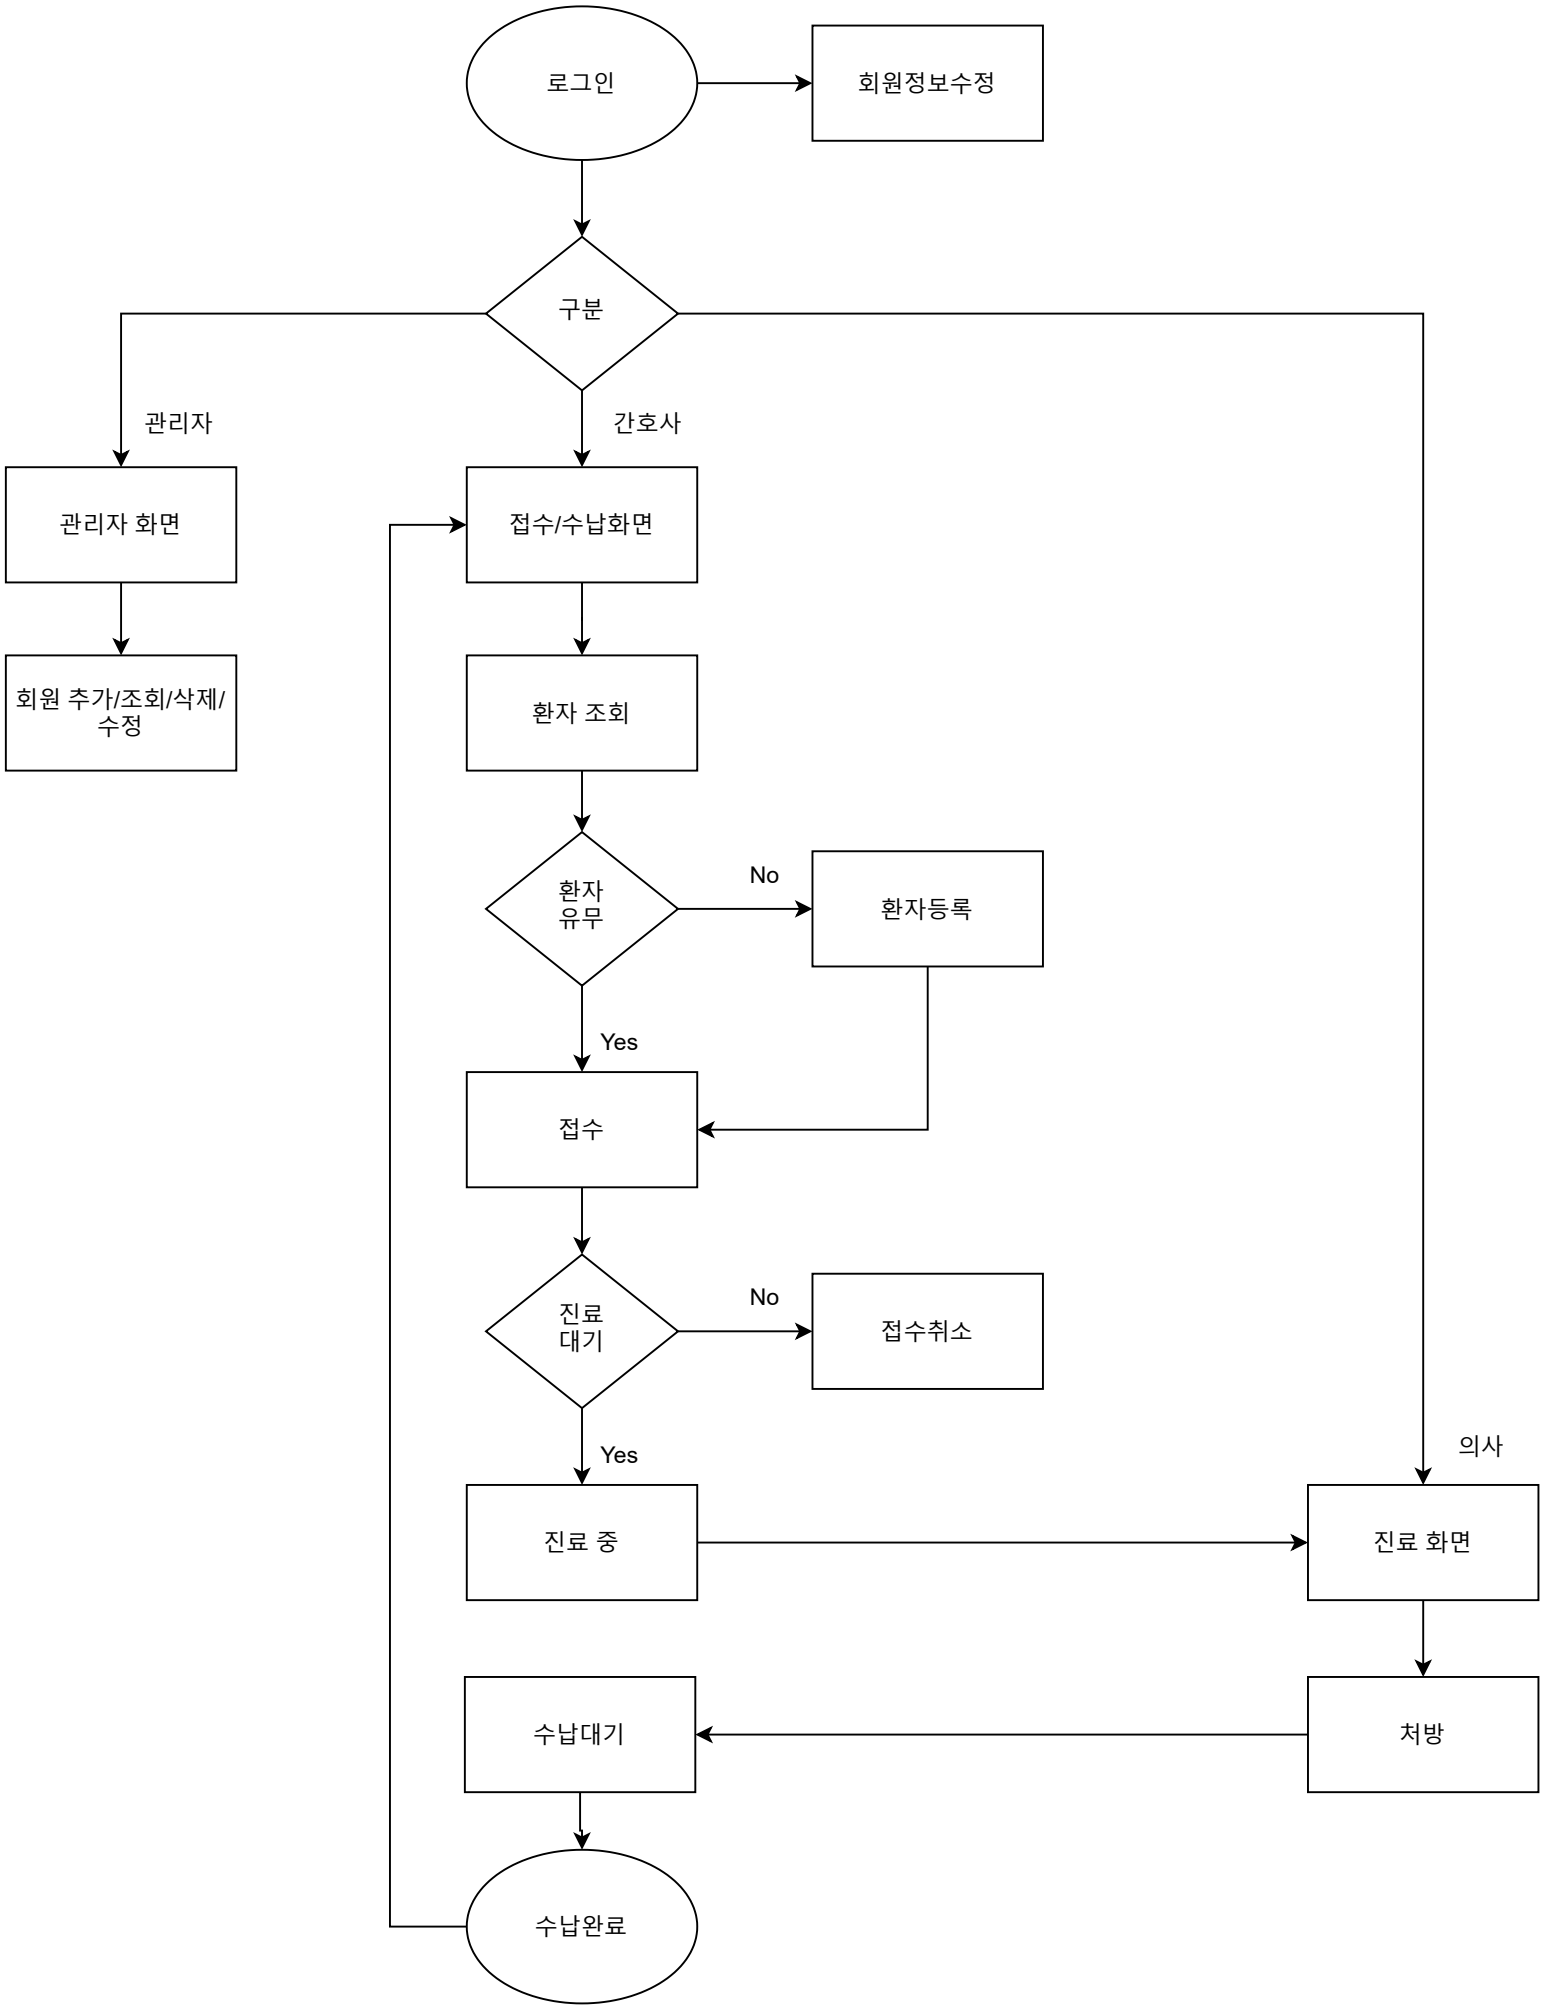 로그인
회원정보수정
구분
관리자
간호사
관리자 화면
접수/수납화면
회원 추가/조회/삭제/
수정
환자 조회
환자
유무
No
환자등록
Yes
접수
진료
대기
No
접수취소
Yes
의사
진료 중
진료 화면
수납대기
처방
수납완료